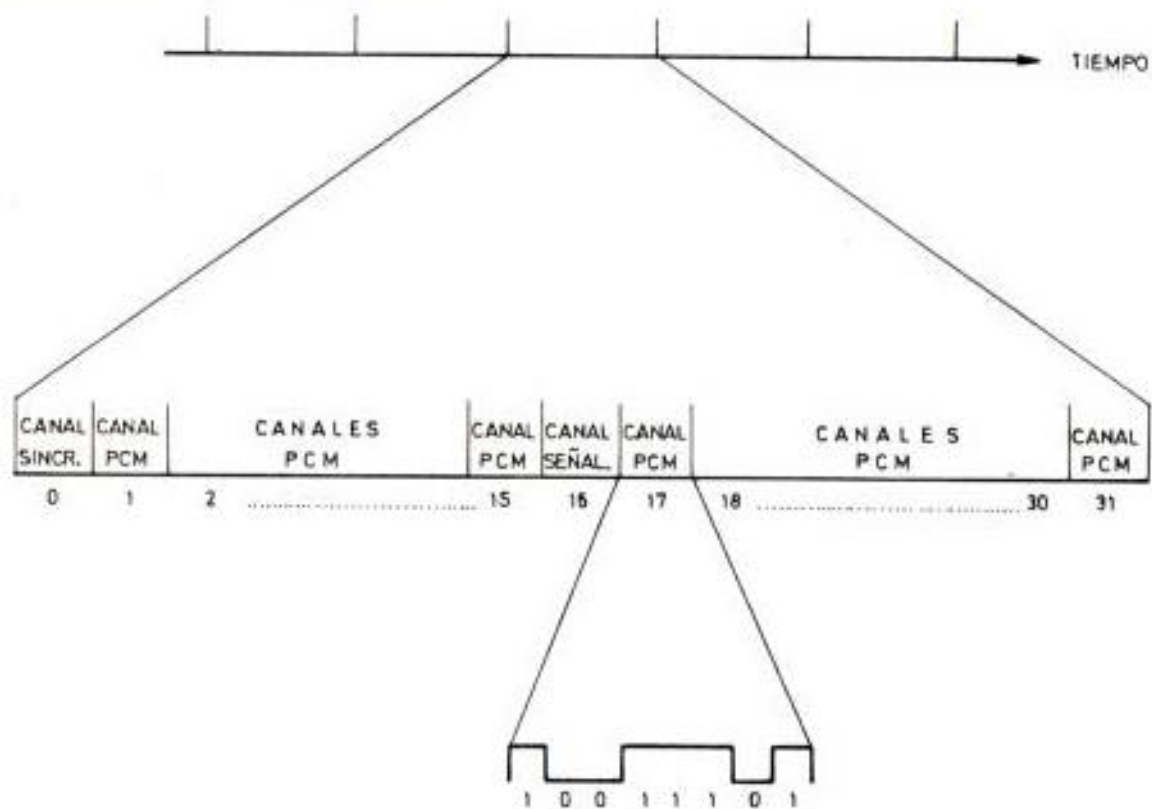 TIEMPO
CANAL SINCR. CANAL PCM CANALES PCM CANAL PCM CANAL SEÑAL. CANAL PCM CANALES PCM CANAL PCM
0 1 2 ........................ 15 16 17 18 ........................ 30 31
1 0 0 1 1 1 0 1